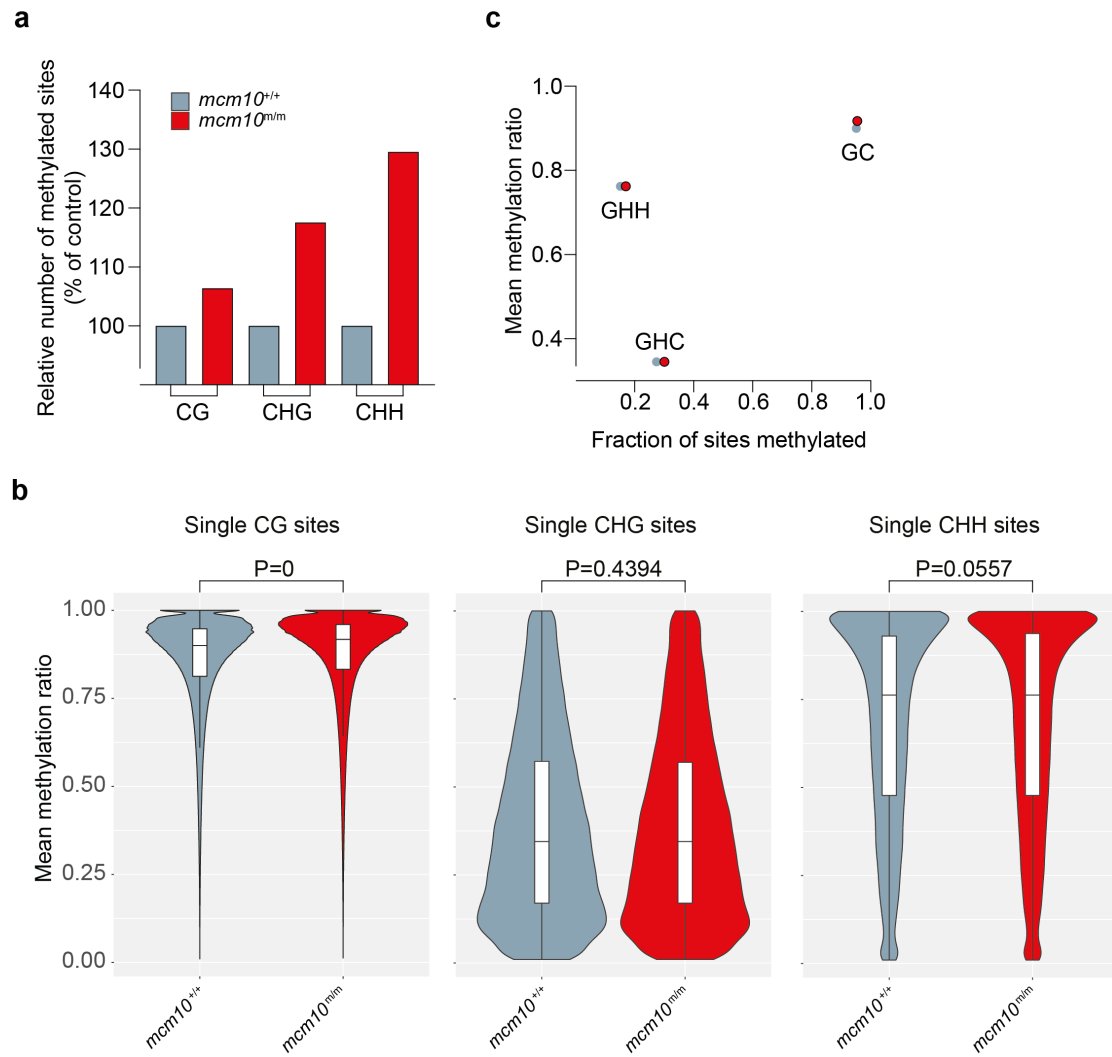 a
Relative number of methylated sites
(% of control)
140
130
120
110
100
mcm10+/+
mcm10m/m
CG
CHG
CHH
c
Mean methylation ratio
1.0
0.8
0.6
0.4
GC
GHH
GHC
0.2
0.4
0.6
0.8
1.0
Fraction of sites methylated
b
Single CG sites
Single CHG sites
Single CHH sites
P=0
P=0.4394
P=0.0557
Mean methylation ratio
1.00
0.75
0.50
0.25
0.00
mcm10+/+
mcm10m/m
mcm10+/+
mcm10m/m
mcm10+/+
mcm10m/m